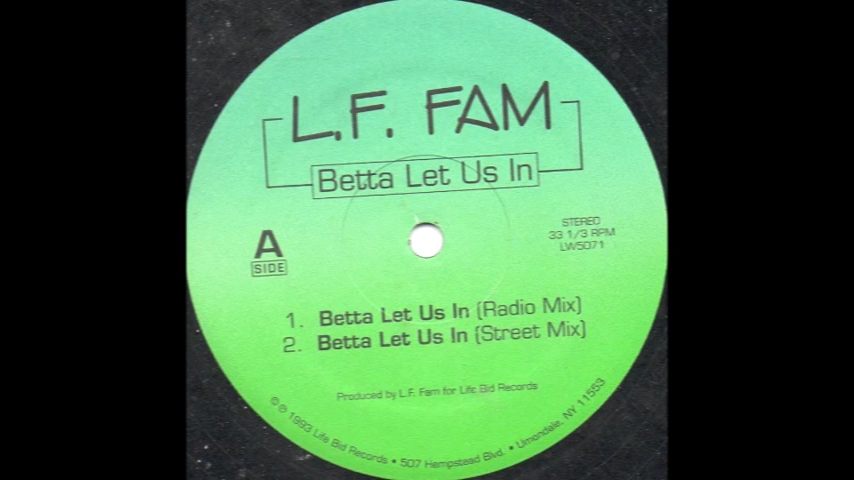 L.F. FAM
Betta Let Us In
A
SIDE
STEREO
33 1/3 RPM
LW5071
1. Betta Let Us In (Radio Mix)
2. Betta Let Us In (Street Mix)
Produced by L.F. Fam for Life Bid Records
© ℗ 1993 Life Bid Records • 507 Hempstead Blvd. • Uniondale, NY 11553